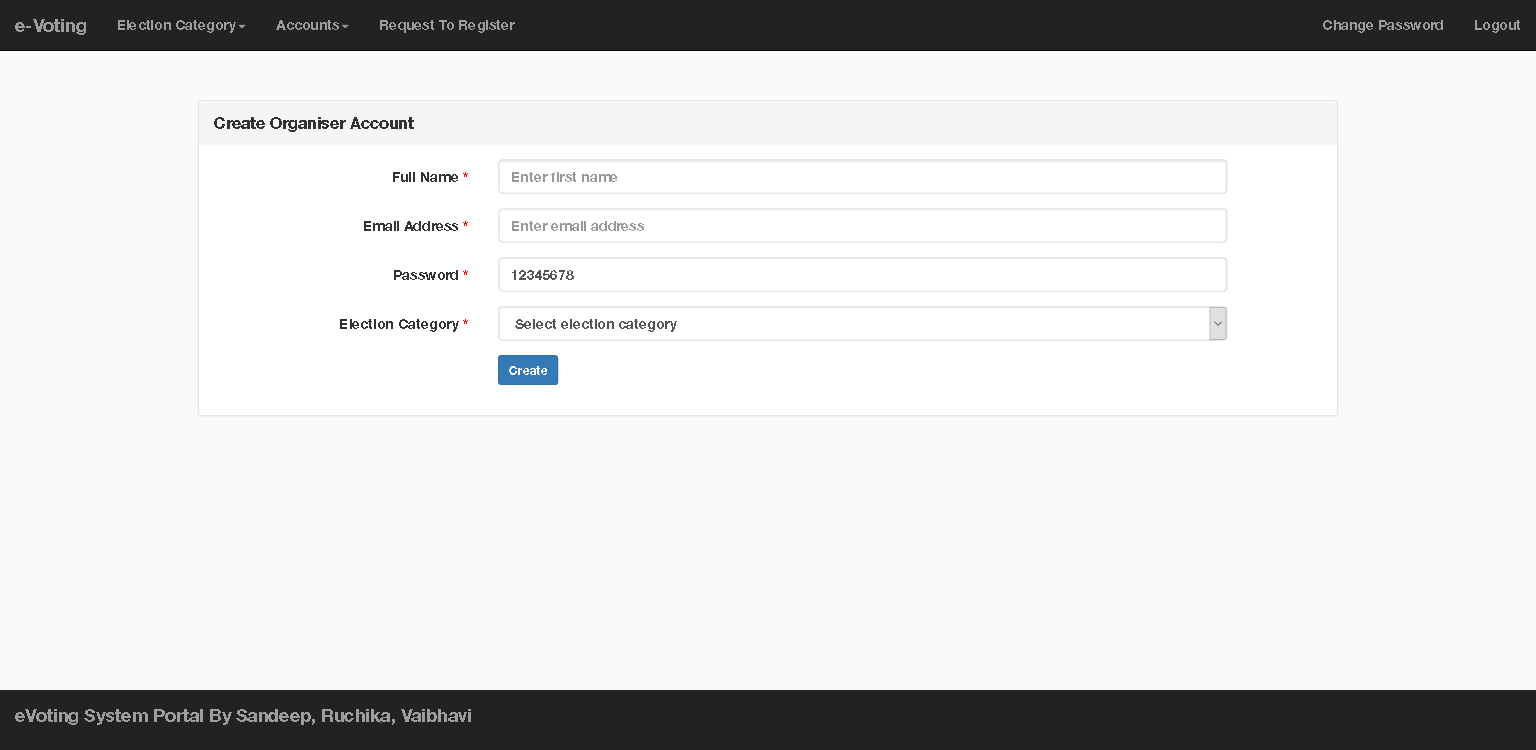 e-Voting Election Category Accounts Request To Register Change Password Logout
Create Organiser Account
Full Name * Enter first name
Email Address * Enter email address
Password * 12345678
Election Category * Select election category
Create
eVoting System Portal By Sandeep, Ruchika, Vaibhavi